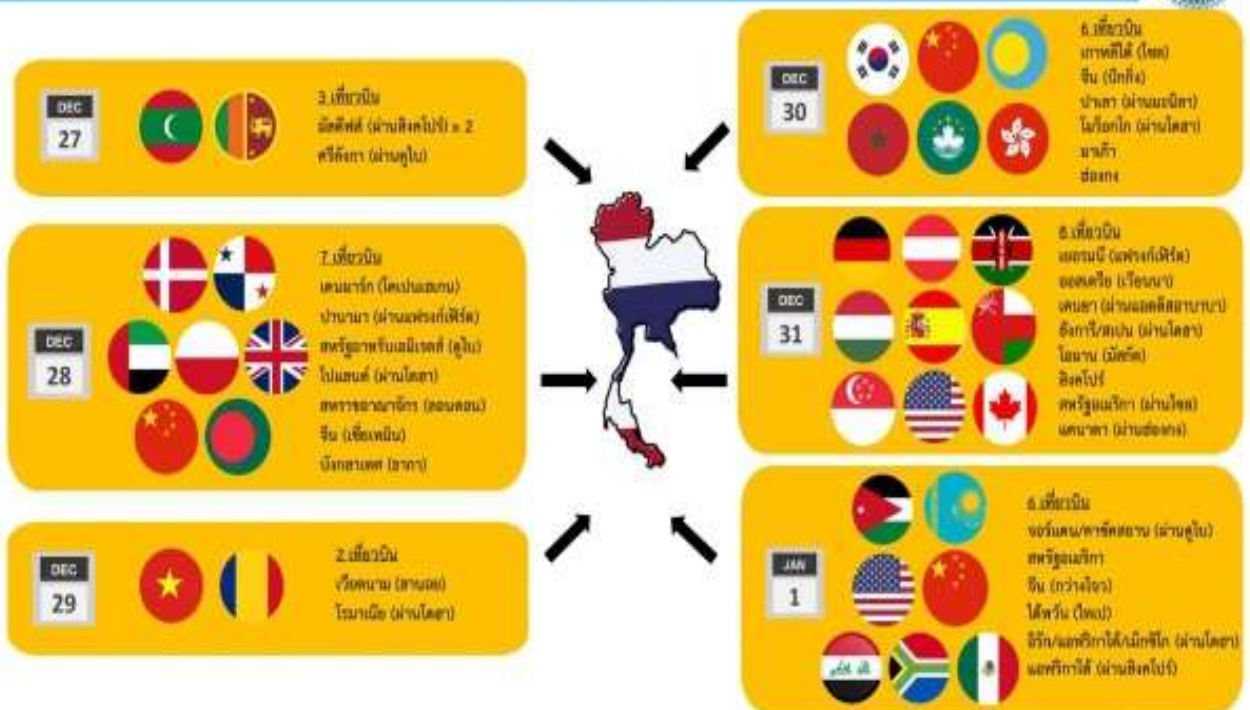 DEC
27
3 เที่ยวบิน
มัลดีฟส์ (ผ่านสิงคโปร์) x 2
ศรีลังกา (ผ่านดูไบ)
DEC
28
7 เที่ยวบิน
เดนมาร์ก (โคเปนเฮเกน)
ปานามา (ผ่านแฟรงก์เฟิร์ต)
สหรัฐอาหรับเอมิเรตส์ (ดูไบ)
โปแลนด์ (ผ่านโดฮา)
สหราชอาณาจักร (ลอนดอน)
จีน (เซี่ยเหมิน)
บังกลาเทศ (ธากา)
DEC
29
2 เที่ยวบิน
เวียดนาม (ฮานอย)
โรมาเนีย (ผ่านโดฮา)
DEC
30
6 เที่ยวบิน
เกาหลีใต้ (โซล)
จีน (ปักกิ่ง)
ปาเลา (ผ่านมะนิลา)
โมร็อกโก (ผ่านโดฮา)
มาเก๊า
ฮ่องกง
DEC
31
8 เที่ยวบิน
เยอรมนี (แฟรงก์เฟิร์ต)
ออสเตรีย (เวียนนา)
เคนยา (ผ่านแอดดิสอาบาบา)
ฮังการี/สเปน (ผ่านโดฮา)
โอมาน (มัสกัต)
สิงคโปร์
สหรัฐอเมริกา (ผ่านโซล)
แคนาดา (ผ่านฮ่องกง)
JAN
1
6 เที่ยวบิน
จอร์แดน/คาซัคสถาน (ผ่านดูไบ)
สหรัฐอเมริกา
จีน (กว่างโจว)
ไต้หวัน (ไทเป)
อิรัก/แอฟริกาใต้/เม็กซิโก (ผ่านโดฮา)
แอฟริกาใต้ (ผ่านสิงคโปร์)